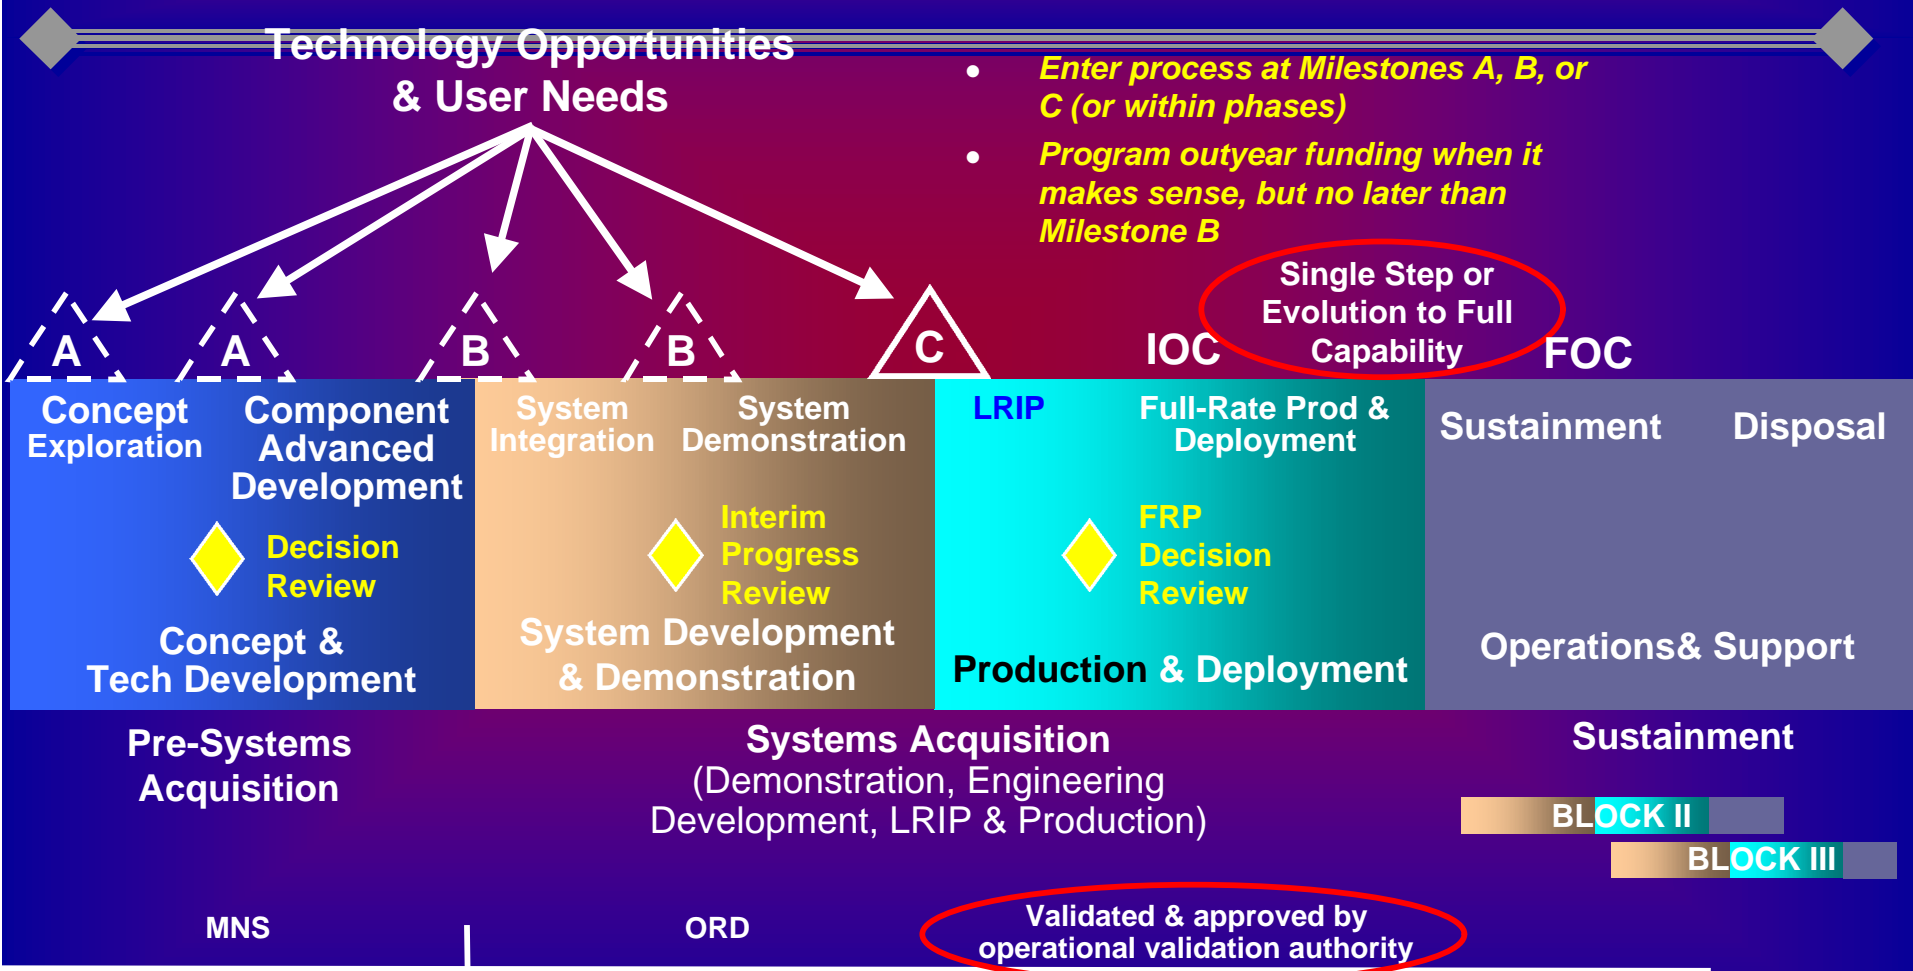 Technology Opportunities
& User Needs
• Enter process at Milestones A, B, or
C (or within phases)
• Program outyear funding when it
makes sense, but no later than
Milestone B
Single Step or
Evolution to Full
Capability
A
A
B
B
C
IOC
FOC
Concept
Exploration
Component
Advanced
Development
System
Integration
System
Demonstration
LRIP
Full-Rate Prod &
Deployment
Sustainment
Disposal
Decision
Review
Interim
Progress
Review
FRP
Decision
Review
Concept &
Tech Development
System Development
& Demonstration
Production & Deployment
Operations& Support
Pre-Systems
Acquisition
Systems Acquisition
(Demonstration, Engineering
Development, LRIP & Production)
Sustainment
BLOCK II
BLOCK III
MNS
ORD
Validated & approved by
operational validation authority